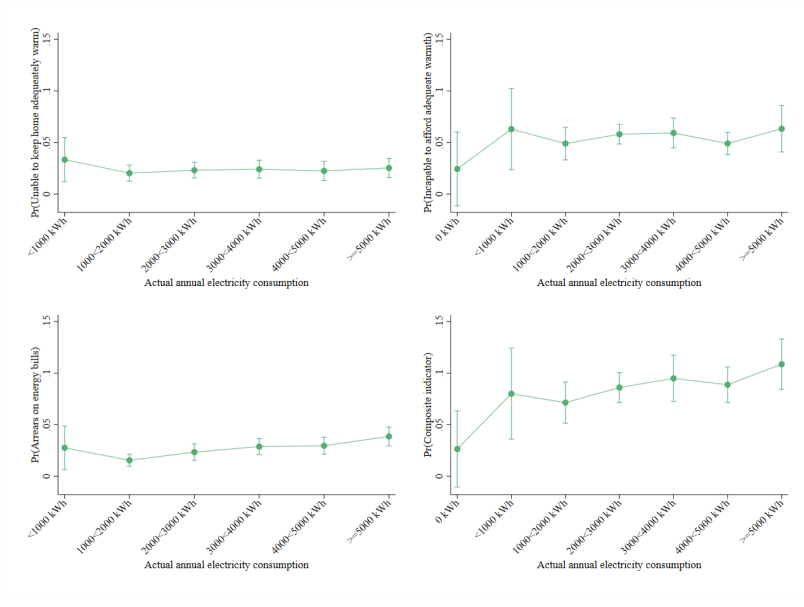 Pr(Unable to keep home adequeately warm)
.15
.1
.05
0
<1000 kWh
1000<2000 kWh
2000<3000 kWh
3000<4000 kWh
4000<5000 kWh
>=5000 kWh
Actual annual electricity consumption
Pr(Incapable to afford adequeate warmth)
.15
.1
.05
0
0 kWh
<1000 kWh
1000<2000 kWh
2000<3000 kWh
3000<4000 kWh
4000<5000 kWh
>=5000 kWh
Actual annual electricity consumption
Pr(Arrears on energy bills)
.15
.1
.05
0
<1000 kWh
1000<2000 kWh
2000<3000 kWh
3000<4000 kWh
4000<5000 kWh
>=5000 kWh
Actual annual electricity consumption
Pr(Composite indicator)
.15
.1
.05
0
0 kWh
<1000 kWh
1000<2000 kWh
2000<3000 kWh
3000<4000 kWh
4000<5000 kWh
>=5000 kWh
Actual annual electricity consumption